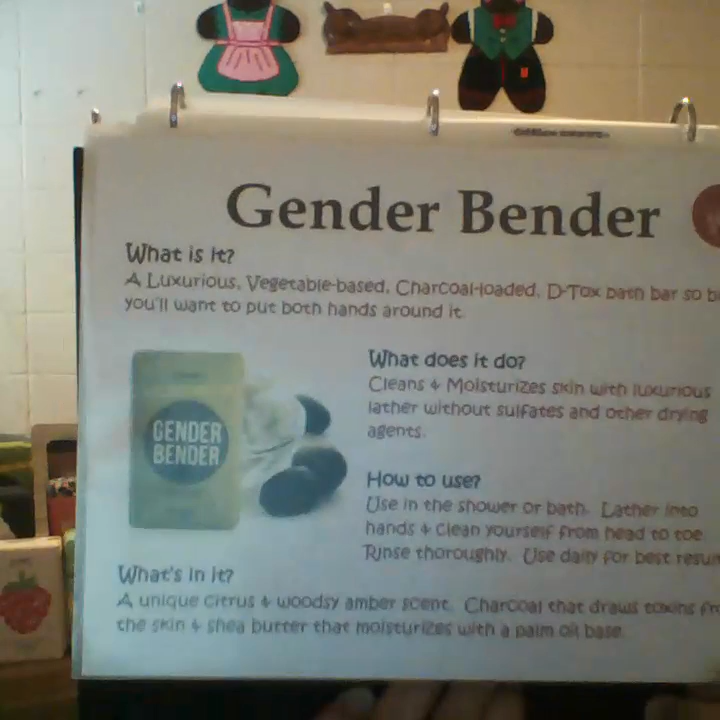 Gender Bender
What is it?
A Luxurious, Vegetable-based, Charcoal-loaded, D-Tox bath bar so
you'll want to put both hands around it.
What does it do?
Cleans & Moisturizes skin with luxurious
lather without sulfates and other drying
agents.
GENDER
BENDER
How to use?
Use in the shower or bath. Lather into
hands & clean yourself from head to toe.
Rinse thoroughly. Use daily for best
What's in it?
A unique citrus & woodsy amber scent. Charcoal that draws toxins
the skin & shea butter that moisturizes with a palm oil base.